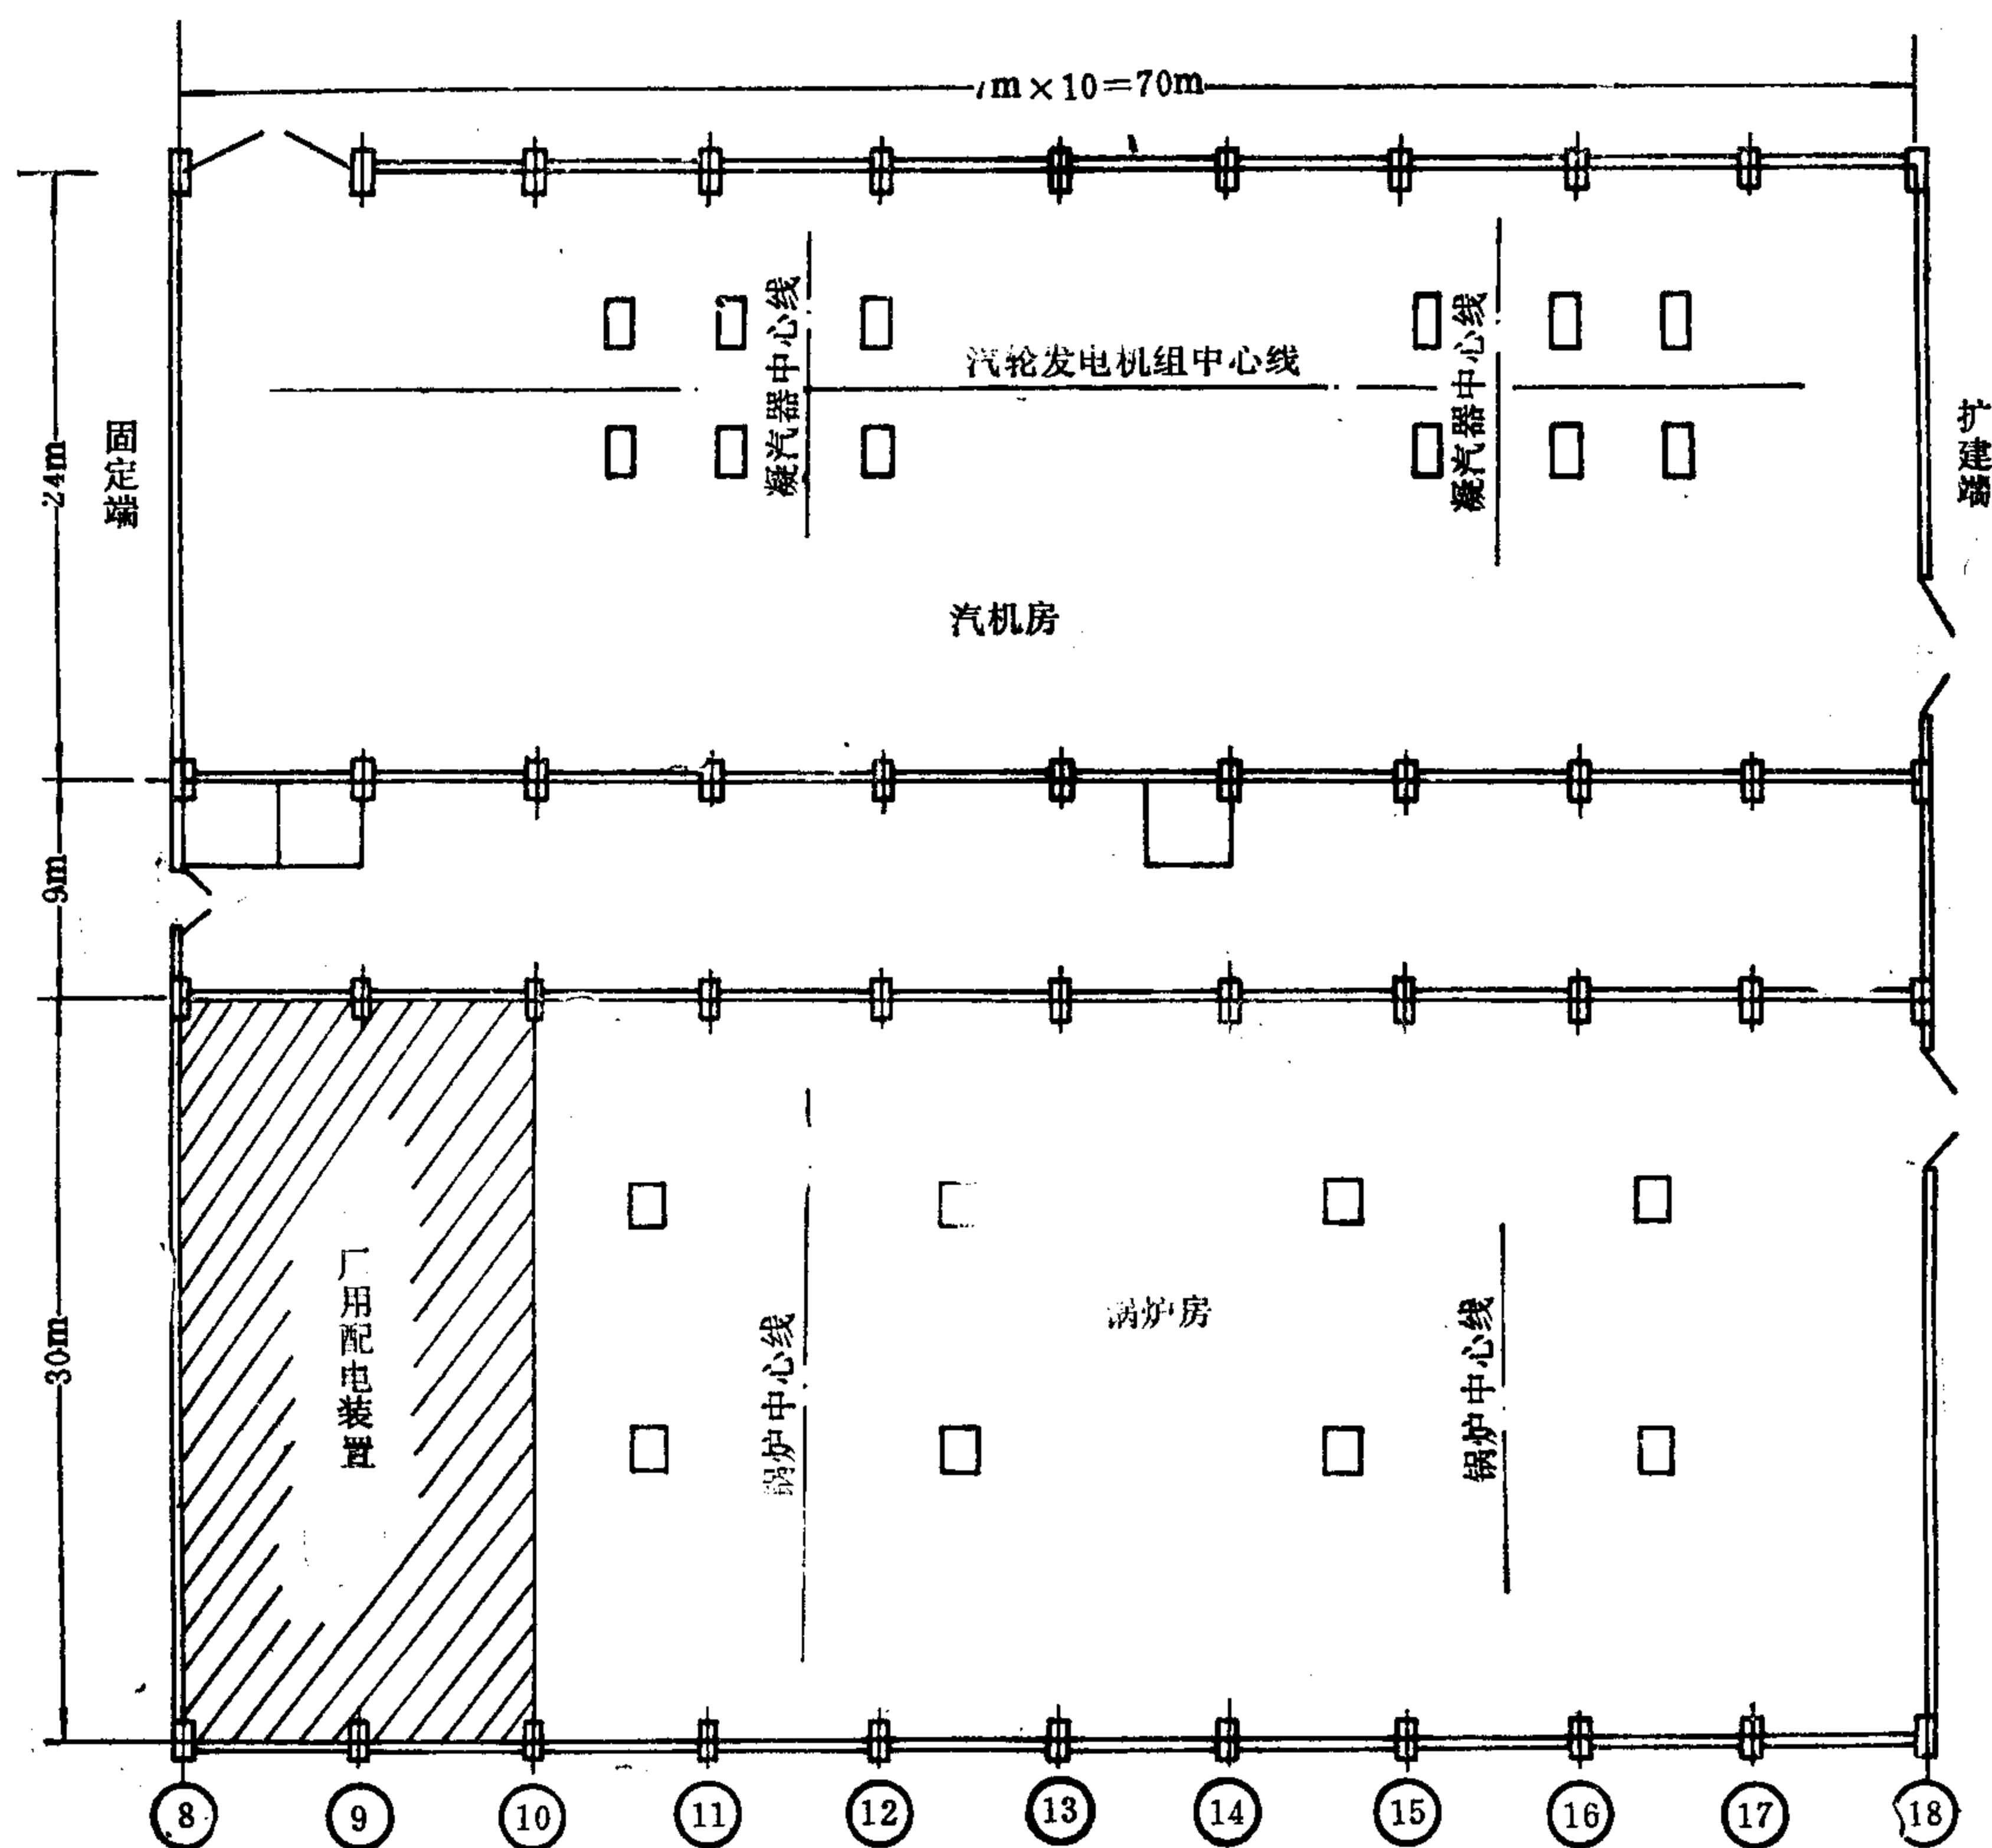 7m×10=70m
24m
固定端
凝汽器中心线
汽轮发电机组中心线
凝汽器中心线
扩建端
汽机房
9m
30m
厂用配电装置
锅炉中心线
锅炉房
锅炉中心线
8
9
10
11
12
13
14
15
16
17
18